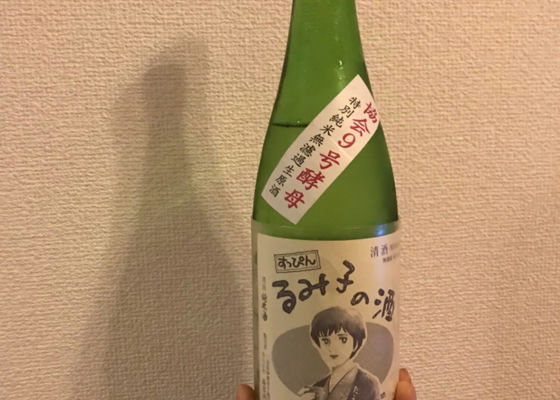 協会9号酵母
特別純米無濾過生原酒
清酒
すっぴん
るみ子の酒